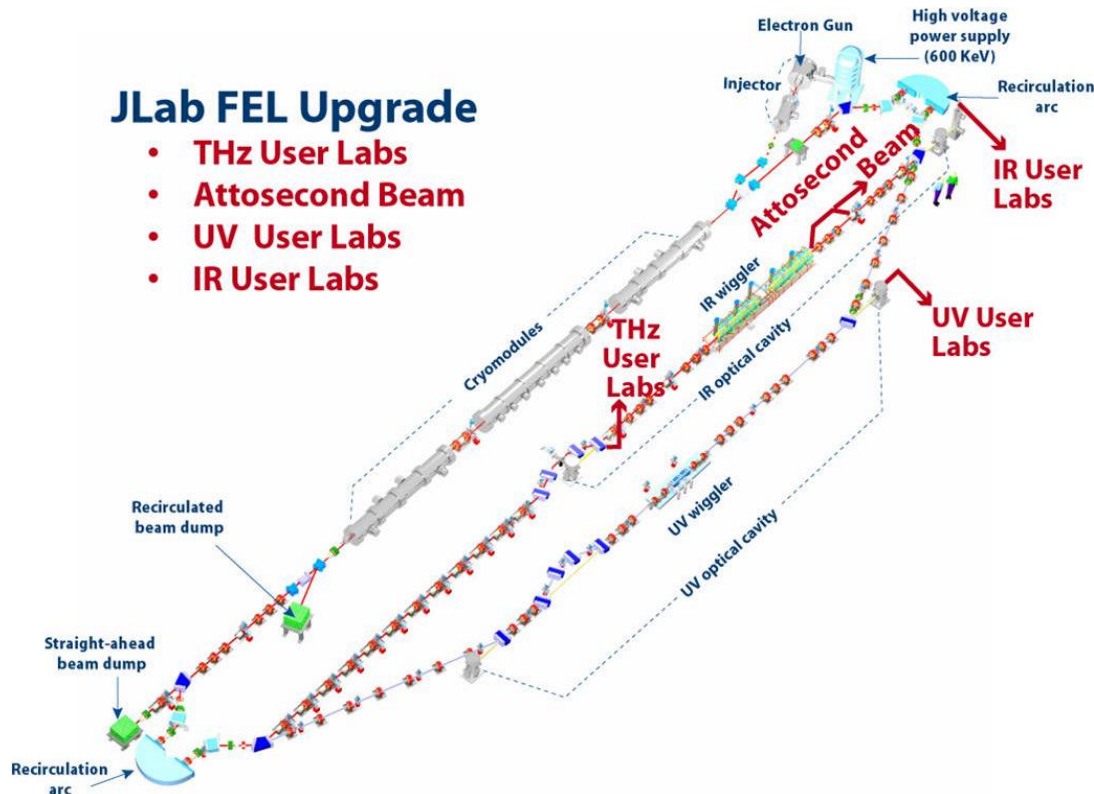 Electron Gun
High voltage
power supply
(600 KeV)
Injector
Recirculation
arc
JLab FEL Upgrade
• THz User Labs
• Attosecond Beam
• UV User Labs
• IR User Labs
Attosecond
Beam
IR User
Labs
IR wiggler
UV User
Labs
THz
User
Labs
Cryomodules
IR optical cavity
UV wiggler
UV optical cavity
Recirculated
beam dump
Straight-ahead
beam dump
Recirculation
arc